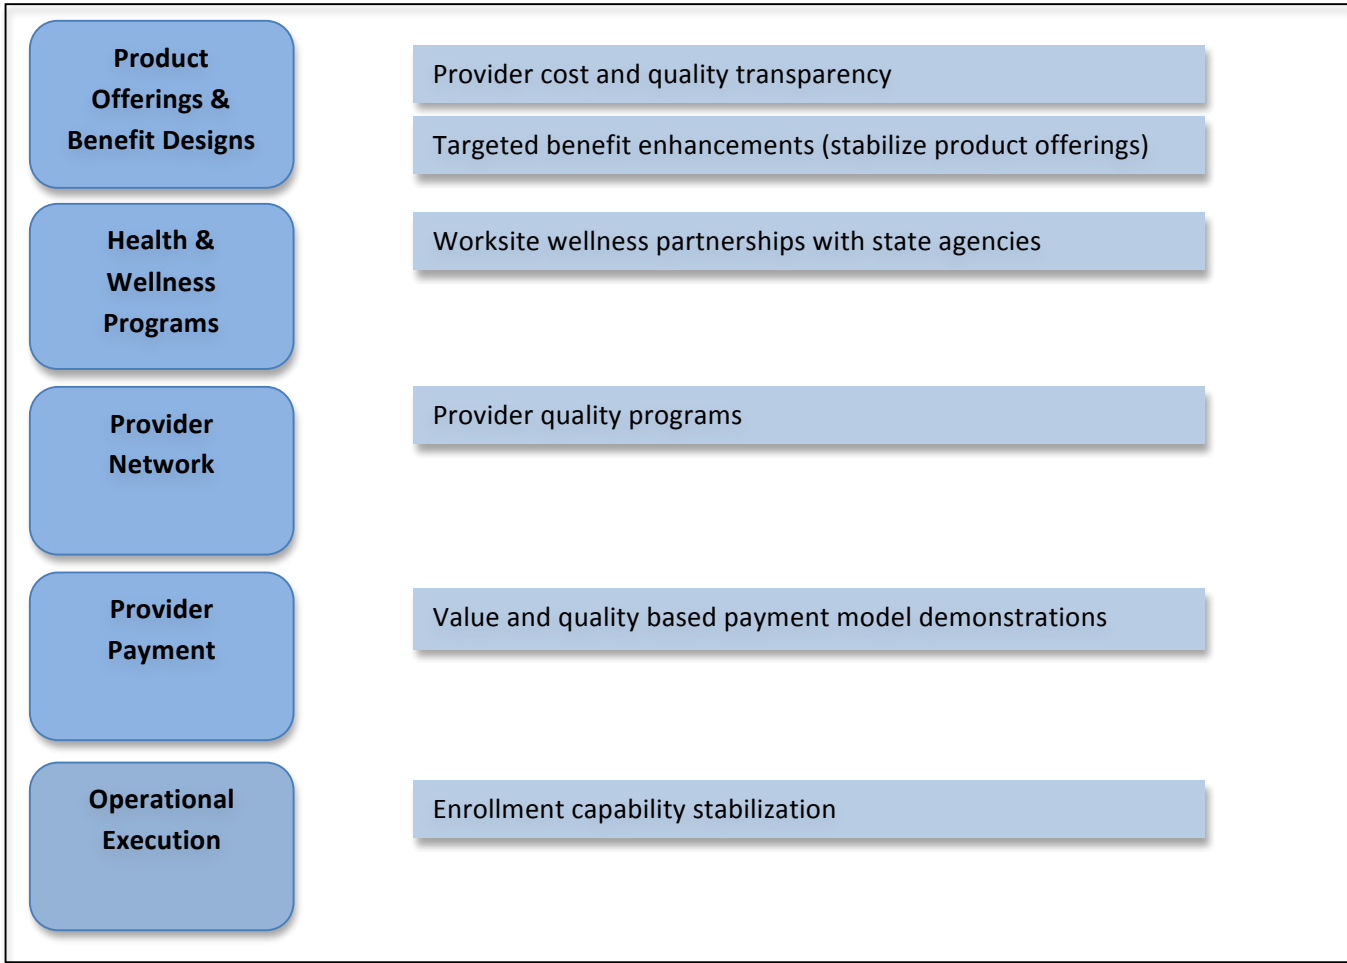 Product
Offerings &
Benefit Designs
Provider cost and quality transparency
Targeted benefit enhancements (stabilize product offerings)
Health &
Wellness
Programs
Worksite wellness partnerships with state agencies
Provider
Network
Provider quality programs
Provider
Payment
Value and quality based payment model demonstrations
Operational
Execution
Enrollment capability stabilization